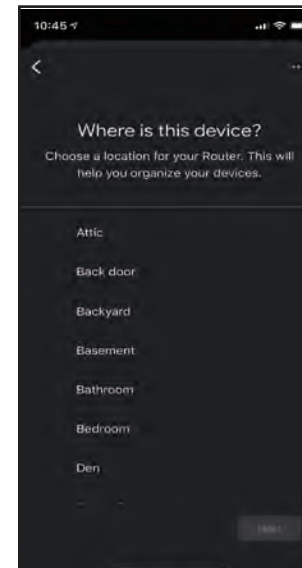 10:45
Where is this device?
Choose a location for your Router. This will
help you organize your devices.
Attic
Back door
Backyard
Basement
Bathroom
Bedroom
Den
Next